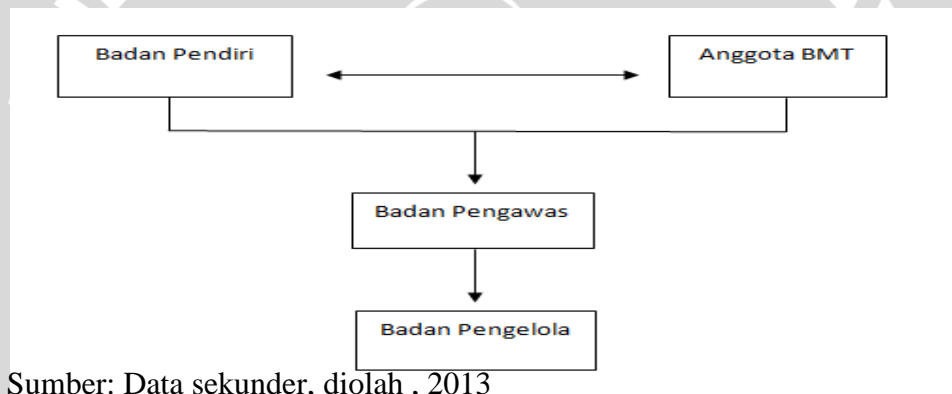 Badan Pendiri
Anggota BMT
Badan Pengawas
Badan Pengelola
Sumber: Data sekunder, diolah , 2013